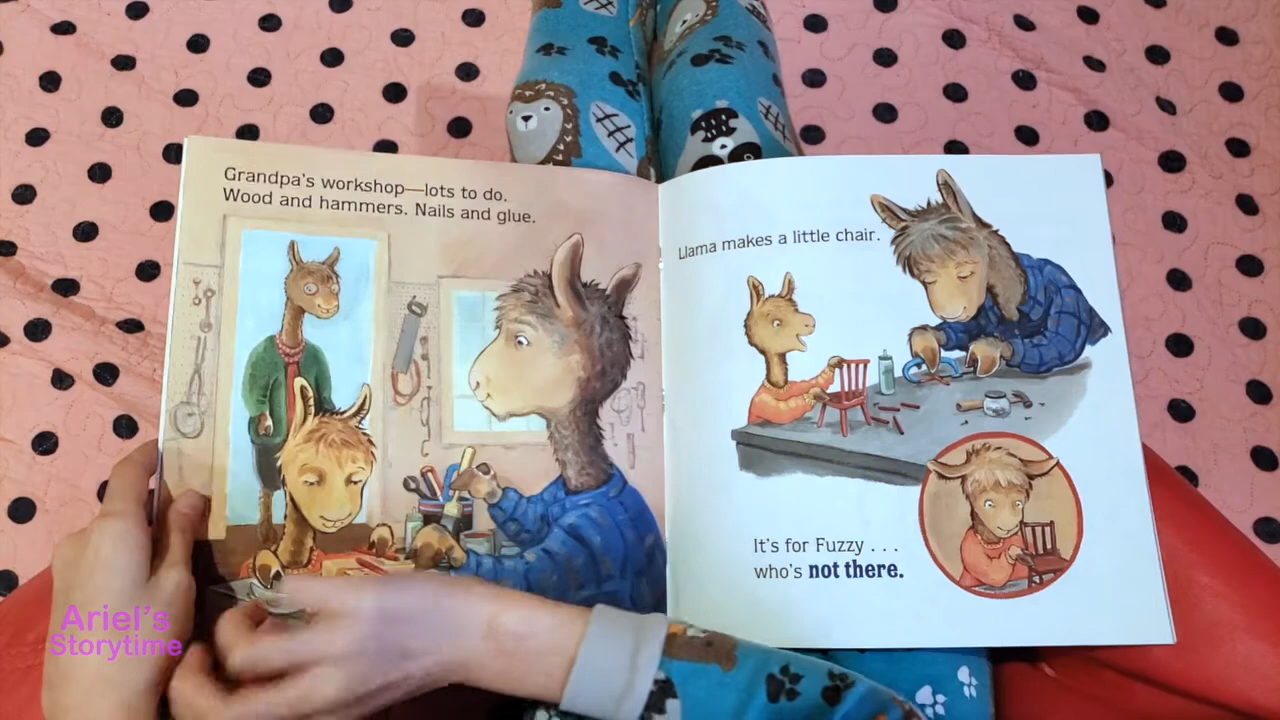 Grandpa's workshop—lots to do.
Wood and hammers. Nails and glue.
Llama makes a little chair.
It's for Fuzzy . . .
who's not there.
Ariel's
Storytime